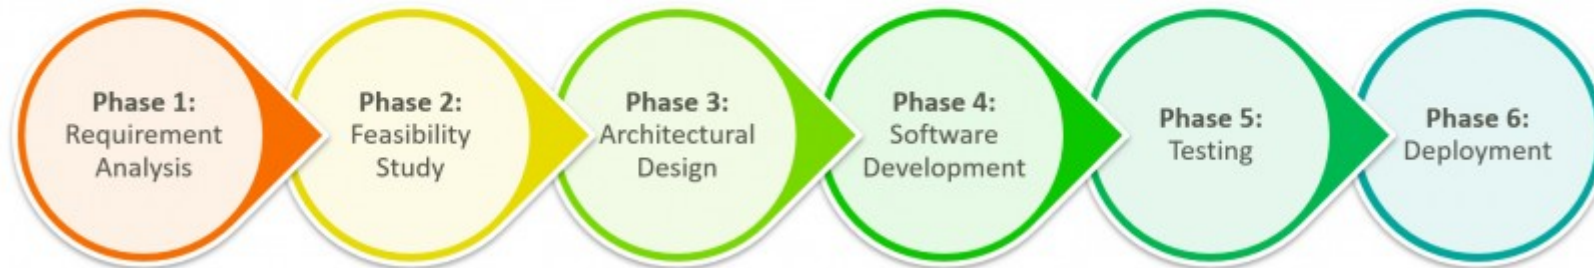 Phase 1:
Requirement
Analysis
Phase 2:
Feasibility
Study
Phase 3:
Architectural
Design
Phase 4:
Software
Development
Phase 5:
Testing
Phase 6:
Deployment